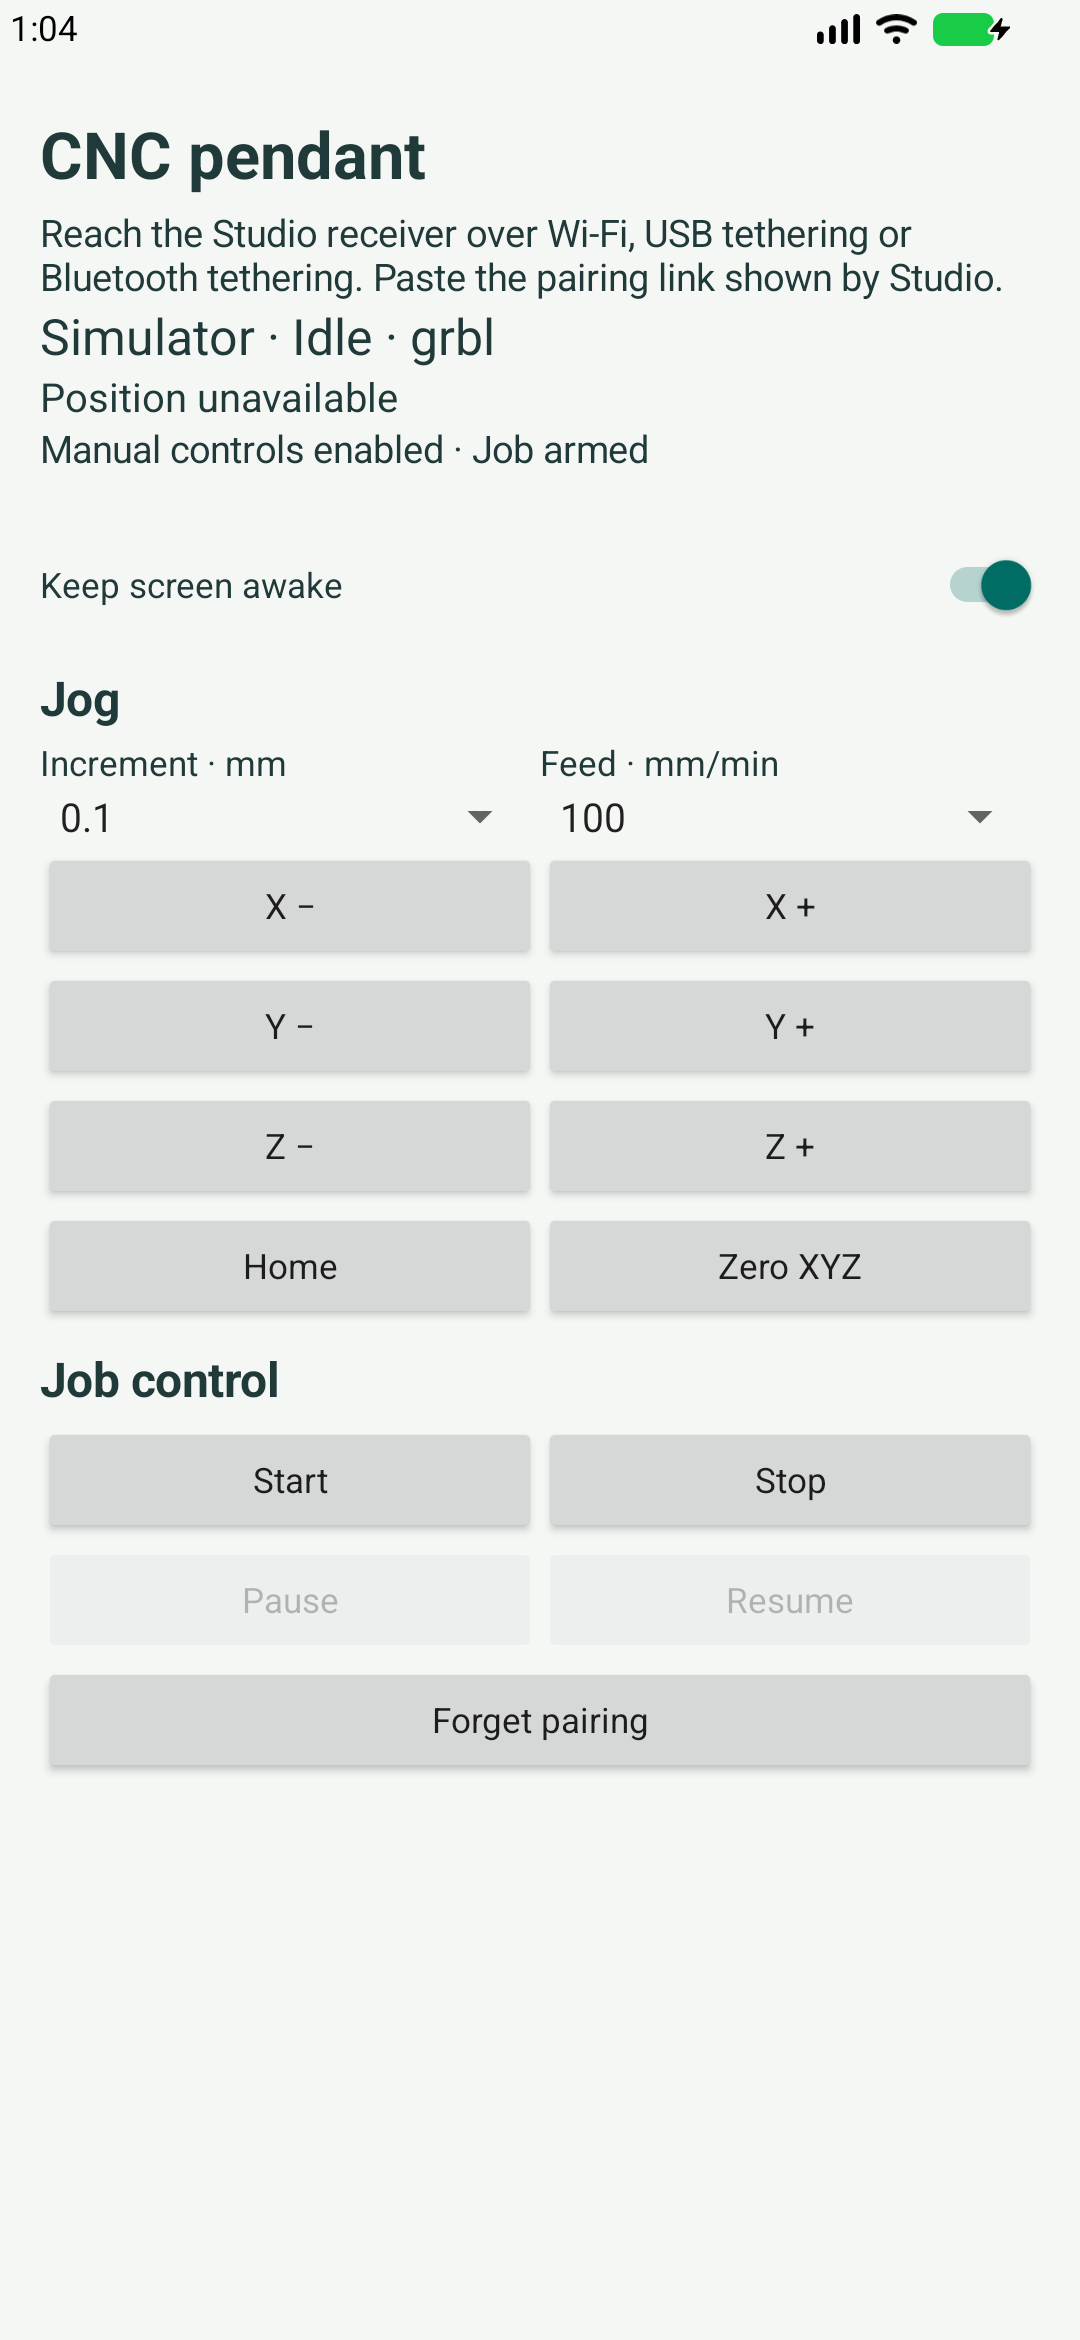 1:04
CNC pendant
Reach the Studio receiver over Wi-Fi, USB tethering or
Bluetooth tethering. Paste the pairing link shown by Studio.
Simulator · Idle · grbl
Position unavailable
Manual controls enabled · Job armed
Keep screen awake
Jog
Increment · mm
Feed · mm/min
0.1
100
X −
X +
Y −
Y +
Z −
Z +
Home
Zero XYZ
Job control
Start
Stop
Pause
Resume
Forget pairing